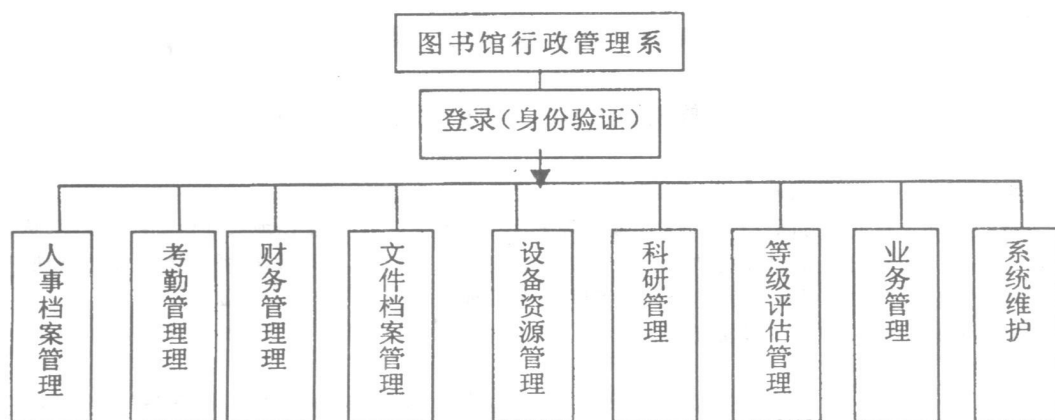 图书馆行政管理系
登录(身份验证)
人事档案管理
考勤管理理
财务管理理
文件档案管理
设备资源管理
科研管理
等级评估管理
业务管理
系统维护